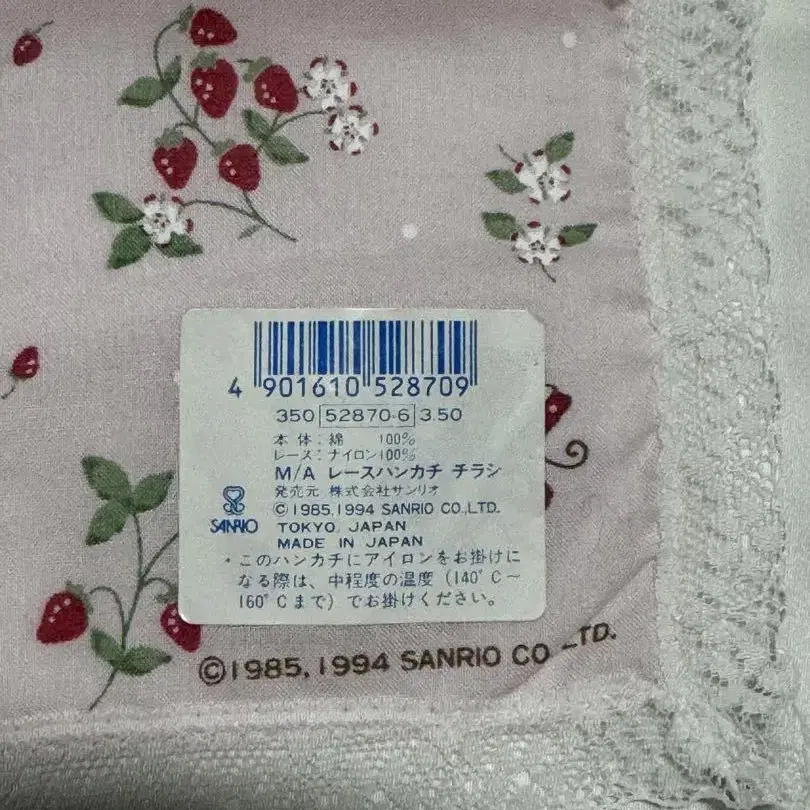 4 901610 528709
350 52870-6 3.50
本体:綿 100%
レース:ナイロン100%
M/A レースハンカチ チラシ
発売元 株式会社サンリオ
SANRIO
©1985,1994 SANRIO CO.,LTD.
TOKYO, JAPAN
MADE IN JAPAN
*このハンカチにアイロンをお掛けに
なる際は、中程度の温度(140°C～
160°Cまで)でお掛けください。
©1985,1994 SANRIO CO LTD.